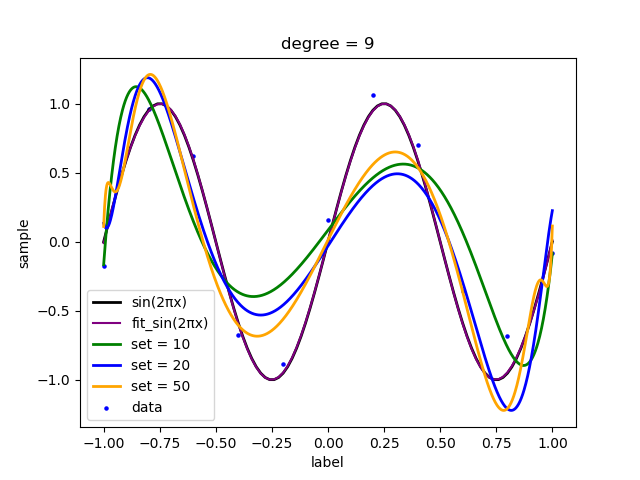 degree = 9
sample
1.0
0.5
0.0
−0.5
−1.0
sin(2πx)
fit_sin(2πx)
set = 10
set = 20
set = 50
data
−1.00 −0.75 −0.50 −0.25 0.00 0.25 0.50 0.75 1.00
label